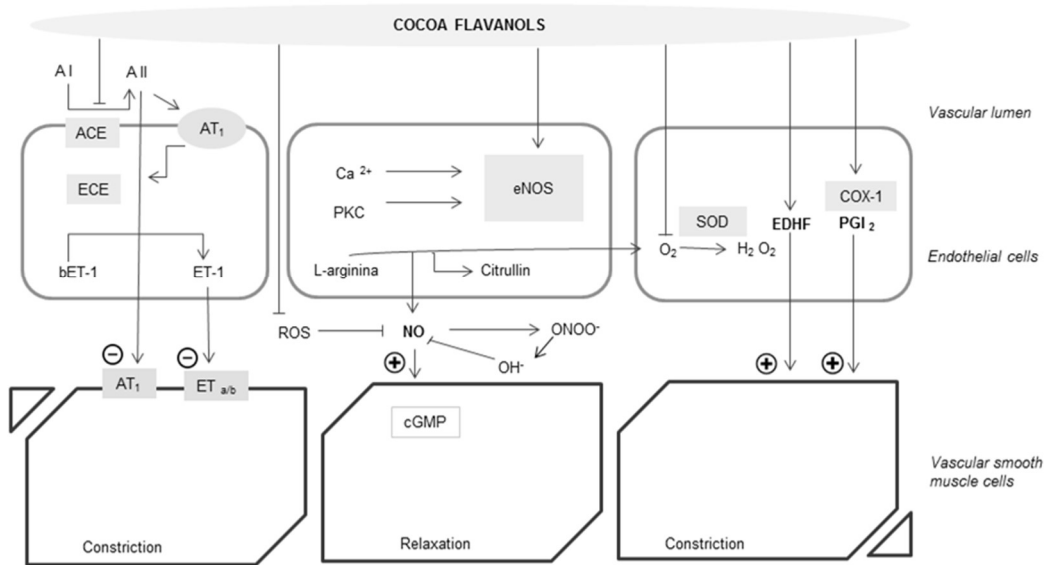 COCOA FLAVANOLS
A I
A II
Vascular lumen
ACE
AT₁
Ca ²⁺
eNOS
COX-1
ECE
PKC
SOD
EDHF
PGI ₂
bET-1
ET-1
L-arginina
Citrullin
O₂
H₂ O₂
Endothelial cells
ROS
NO
ONOO⁻
OH⁻
−
−
+
+
+
AT₁
ET a/b
cGMP
Vascular smooth
muscle cells
Constriction
Relaxation
Constriction